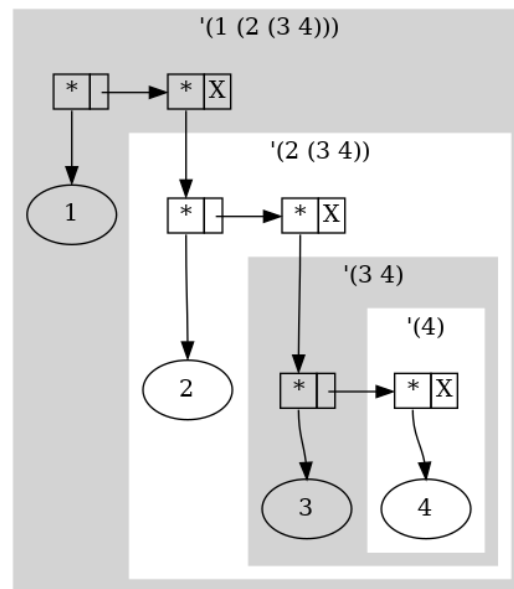 '(1 (2 (3 4)))
* * X
'(2 (3 4))
1 * * X
'(3 4)
'(4)
2 * * X
3 4